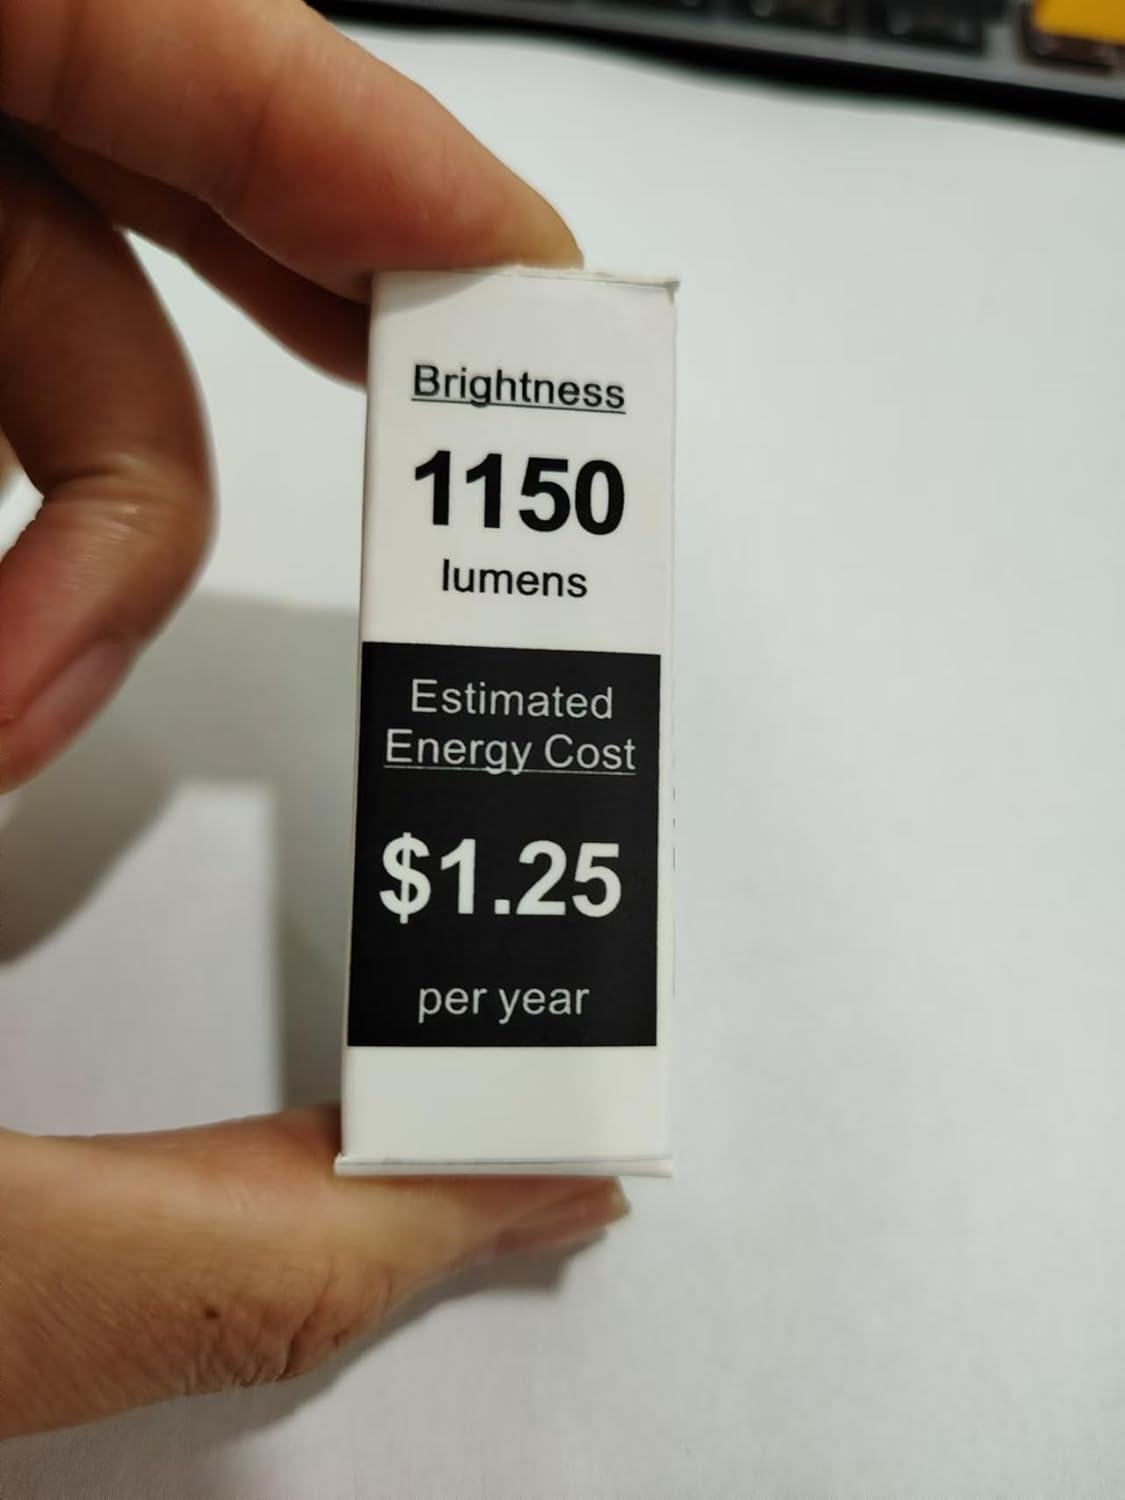 Brightness
1150
lumens
Estimated
Energy Cost
$1.25
per year